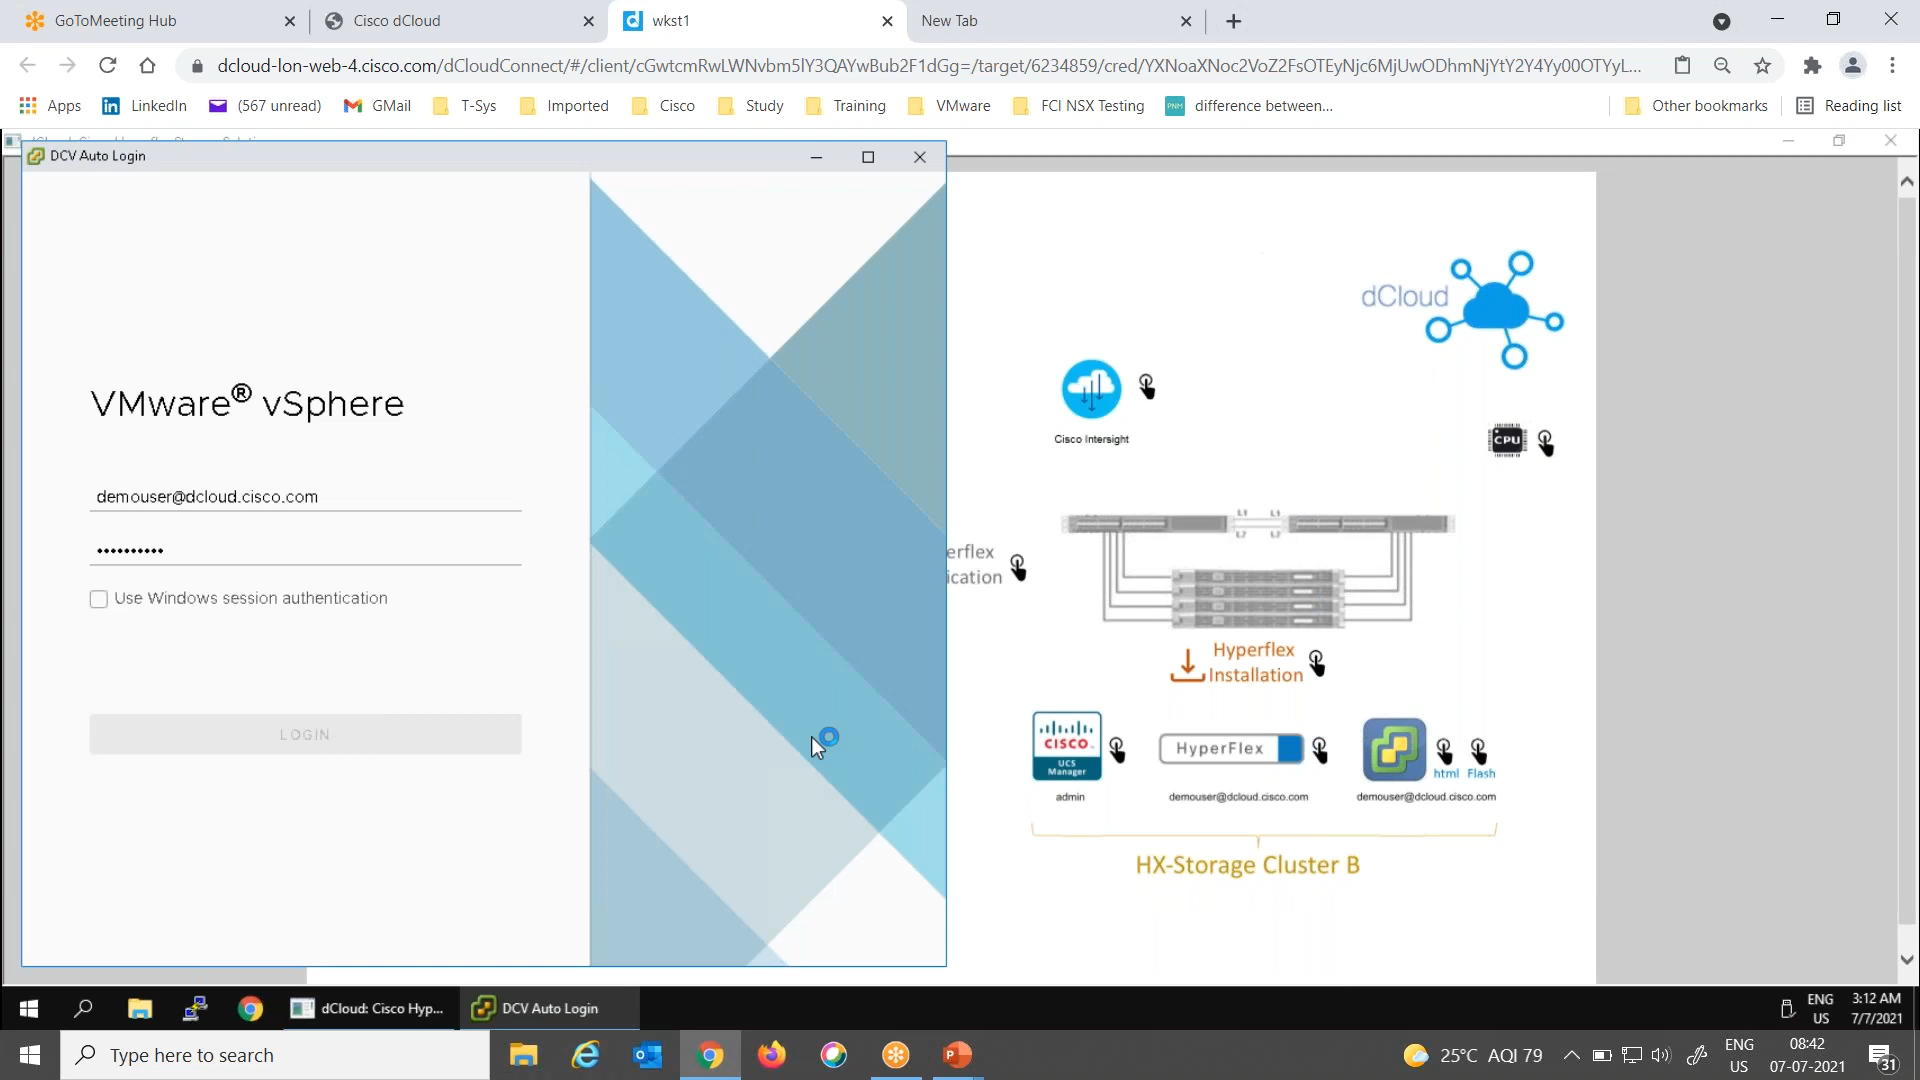 GoToMeeting Hub
Cisco dCloud
wkst1
New Tab
dcloud-lon-web-4.cisco.com/dCloudConnect/#/client/cGwtcmRwLWNvbm5lY3QAYwBub2F1dGg=/target/6234859/cred/YXNoaXNoc2VoZ2FsOTEyNjc6MjUwODhmNjYtY2Y4Yy00OTYyL...
Apps
LinkedIn
(567 unread)
GMail
T-Sys
Imported
Cisco
Study
Training
VMware
FCI NSX Testing
PNM
difference between...
Other bookmarks
Reading list
DCV Auto Login
VMware® vSphere
demouser@dcloud.cisco.com
••••••••••
Use Windows session authentication
LOGIN
dCloud
Cisco Intersight
CPU
L1 L1
L2 L2
erflex
ication
Hyperflex
Installation
CISCO
UCS
Manager
HyperFlex
html Flash
admin
demouser@dcloud.cisco.com
demouser@dcloud.cisco.com
HX-Storage Cluster B
dCloud: Cisco Hyp...
DCV Auto Login
ENG
US
3:12 AM
7/7/2021
Type here to search
25°C AQI 79
ENG
US
08:42
07-07-2021
31